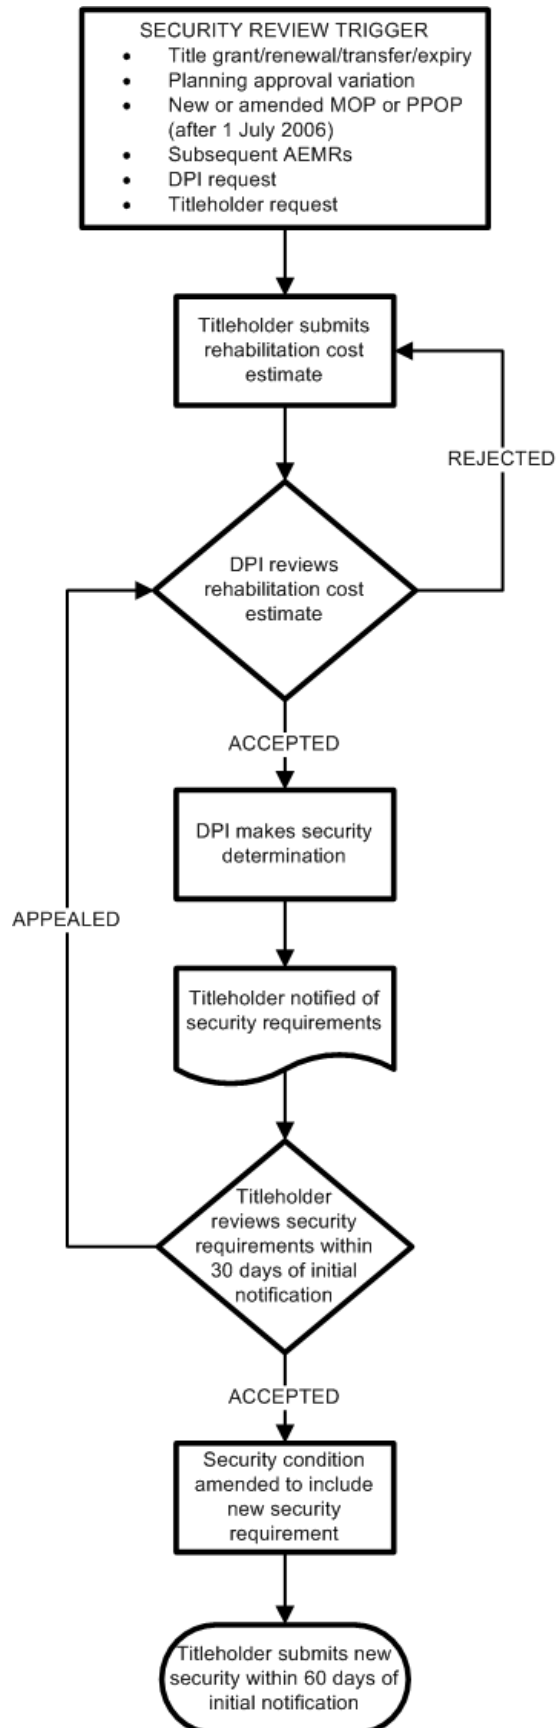 SECURITY REVIEW TRIGGER
• Title grant/renewal/transfer/expiry
• Planning approval variation
• New or amended MOP or PPOP
(after 1 July 2006)
• Subsequent AEMRs
• DPI request
• Titleholder request
Titleholder submits
rehabilitation cost
estimate
REJECTED
DPI reviews
rehabilitation cost
estimate
ACCEPTED
DPI makes security
determination
APPEALED
Titleholder notified of
security requirements
Titleholder
reviews security
requirements within
30 days of initial
notification
ACCEPTED
Security condition
amended to include
new security
requirement
Titleholder submits new
security within 60 days of
initial notification